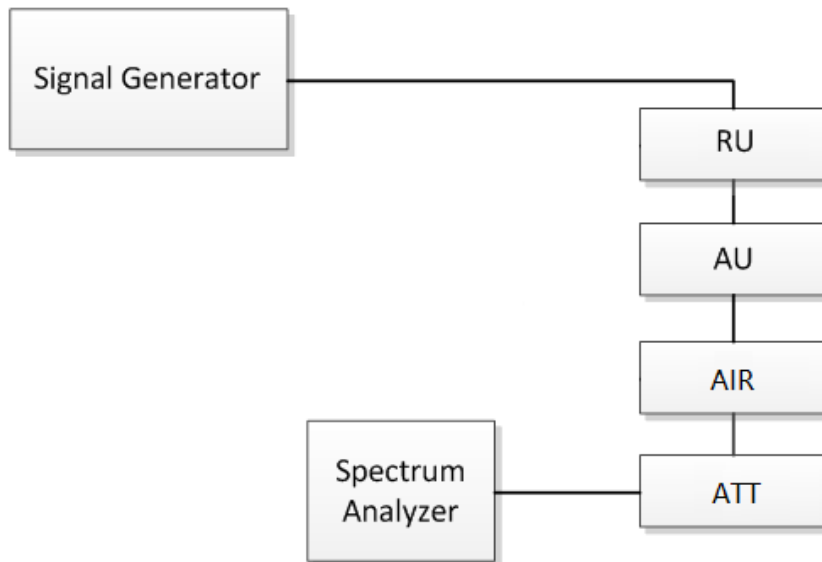 Signal Generator
RU
AU
AIR
ATT
Spectrum
Analyzer